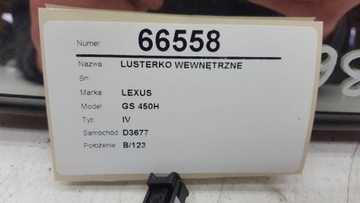 Numer 66558
Nazwa LUSTERKO WEWNĘTRZNE
Sn
Marka LEXUS
Model GS 450H
Typ IV
Samochód D3677
Położenie B/123